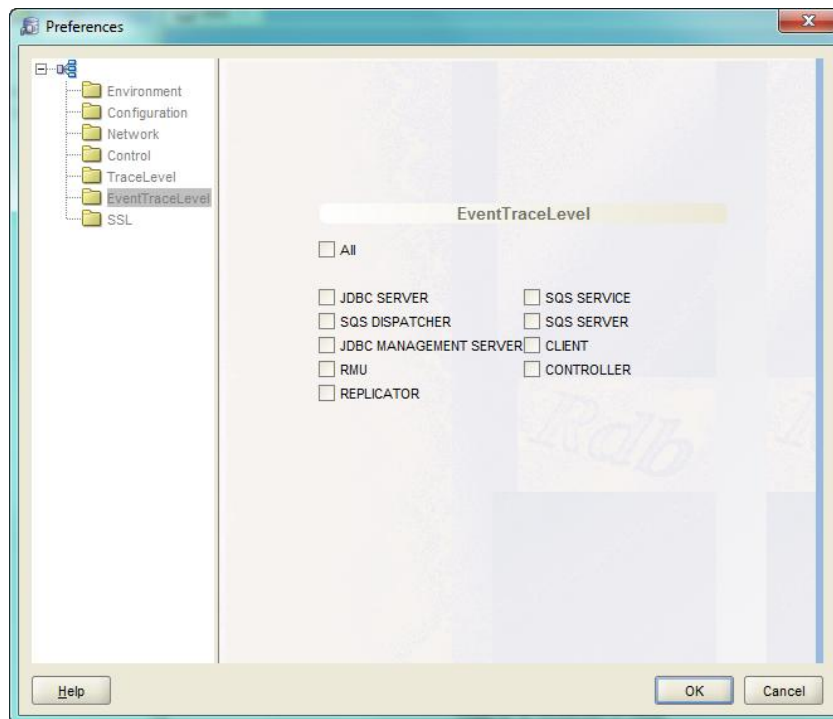 Preferences
Environment
Configuration
Network
Control
TraceLevel
EventTraceLevel
SSL
EventTraceLevel
All
JDBC SERVER
SQS SERVICE
SQS DISPATCHER
SQS SERVER
JDBC MANAGEMENT SERVER
CLIENT
RMU
CONTROLLER
REPLICATOR
Rdb
Help
OK
Cancel